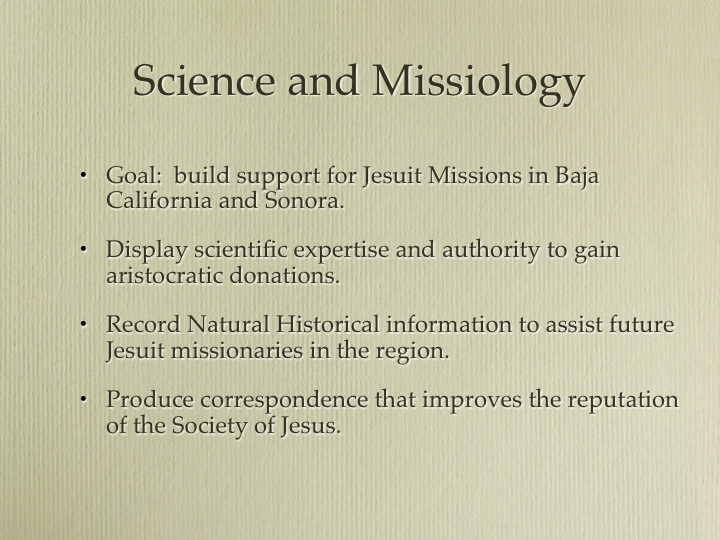 Science and Missiology
• Goal:  build support for Jesuit Missions in Baja
California and Sonora.
• Display scientific expertise and authority to gain
aristocratic donations.
• Record Natural Historical information to assist future
Jesuit missionaries in the region.
• Produce correspondence that improves the reputation
of the Society of Jesus.